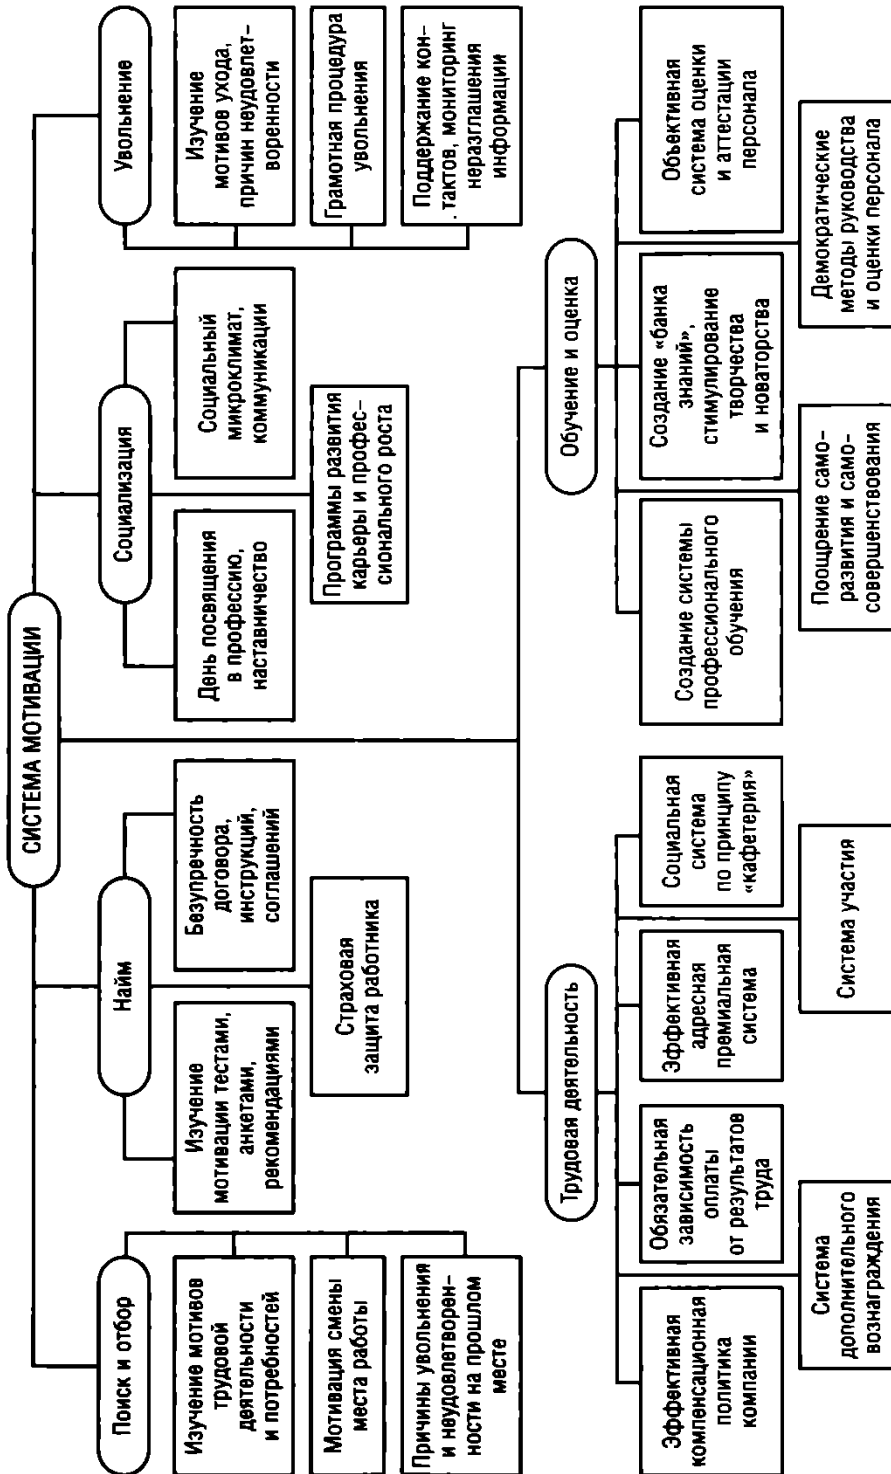 СИСТЕМА МОТИВАЦИИ
Поиск и отбор
Изучение мотивов
трудовой
деятельности
и потребностей
Мотивация смены
места работы
Причины увольнения
и неудовлетворен-
ности на прошлом
месте
Найм
Изучение
мотивации тестами,
анкетами,
рекомендациями
Безупречность
договора,
инструкций,
соглашений
Страховая
защита работника
Социализация
День посвящения
в профессию,
наставничество
Социальный
микроклимат,
коммуникации
Программы развития
карьеры и профес-
сионального роста
Увольнение
Изучение
мотивов ухода,
причин неудовлет-
воренности
Грамотная процедура
увольнения
Поддержание кон-
тактов, мониторинг
неразглашения
информации
Трудовая деятельность
Эффективная
компенсационная
политика
компании
Обязательная
зависимость
оплаты
от результатов
труда
Эффективная
адресная
премиальная
система
Социальная
система
по принципу
«кафетерия»
Система
дополнительного
вознаграждения
Система участия
Обучение и оценка
Создание системы
профессионального
обучения
Создание «банка
знаний»,
стимулирование
творчества
и новаторства
Объективная
система оценки
и аттестации
персонала
Поощрение само-
развития и само-
совершенствования
Демократические
методы руководства
и оценки персонала